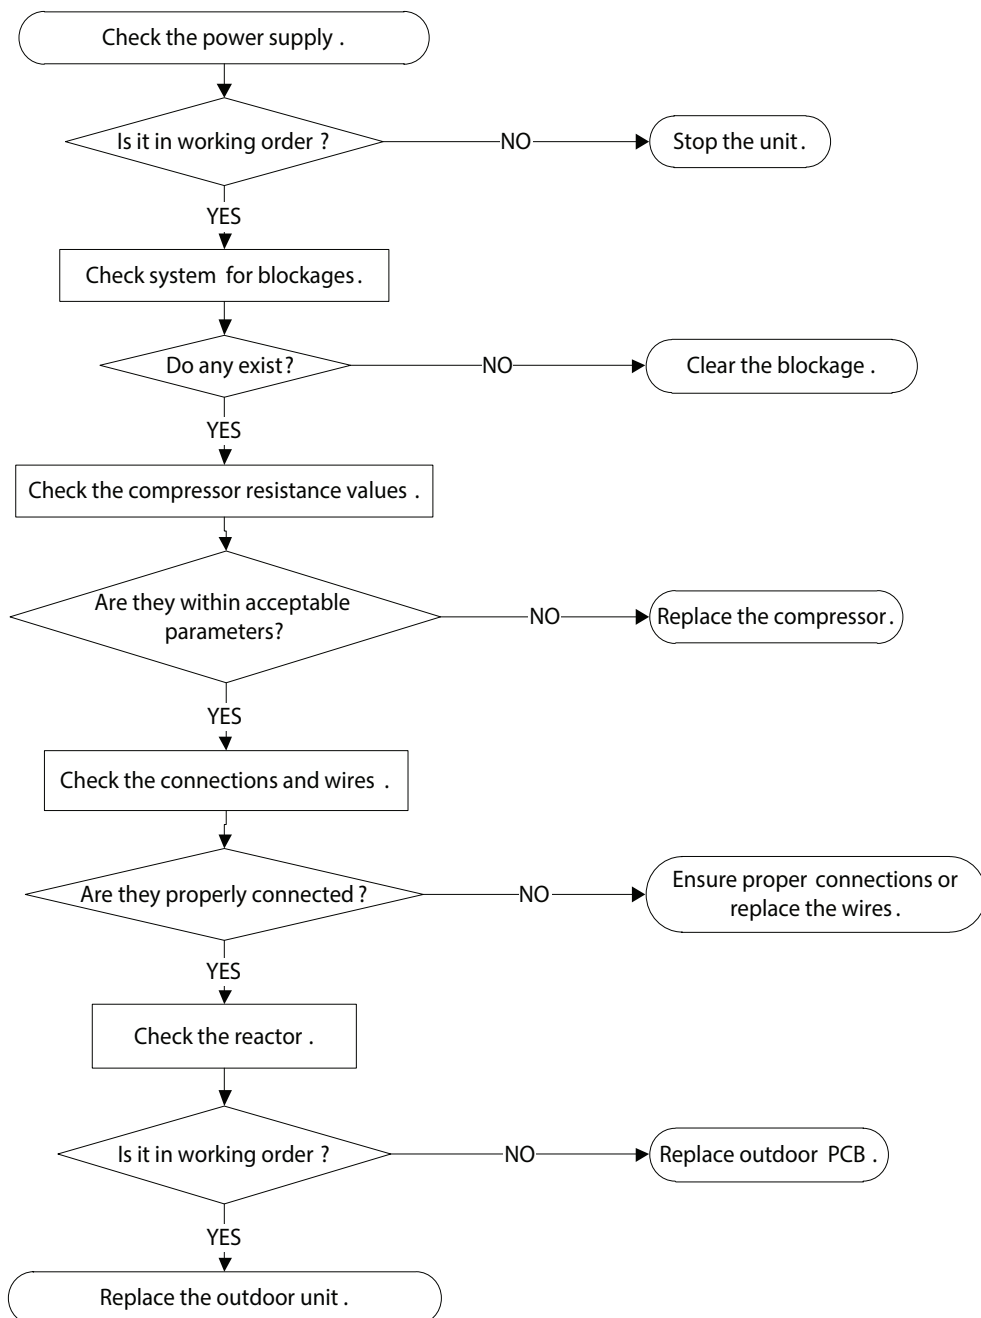 Check the power supply .
Is it in working order ?
NO
Stop the unit .
YES
Check system for blockages .
Do any exist ?
NO
Clear the blockage .
YES
Check the compressor resistance values .
Are they within acceptable
parameters?
NO
Replace the compressor .
YES
Check the connections and wires .
Are they properly connected ?
NO
Ensure proper connections or
replace the wires .
YES
Check the reactor .
Is it in working order ?
NO
Replace outdoor PCB .
YES
Replace the outdoor unit .